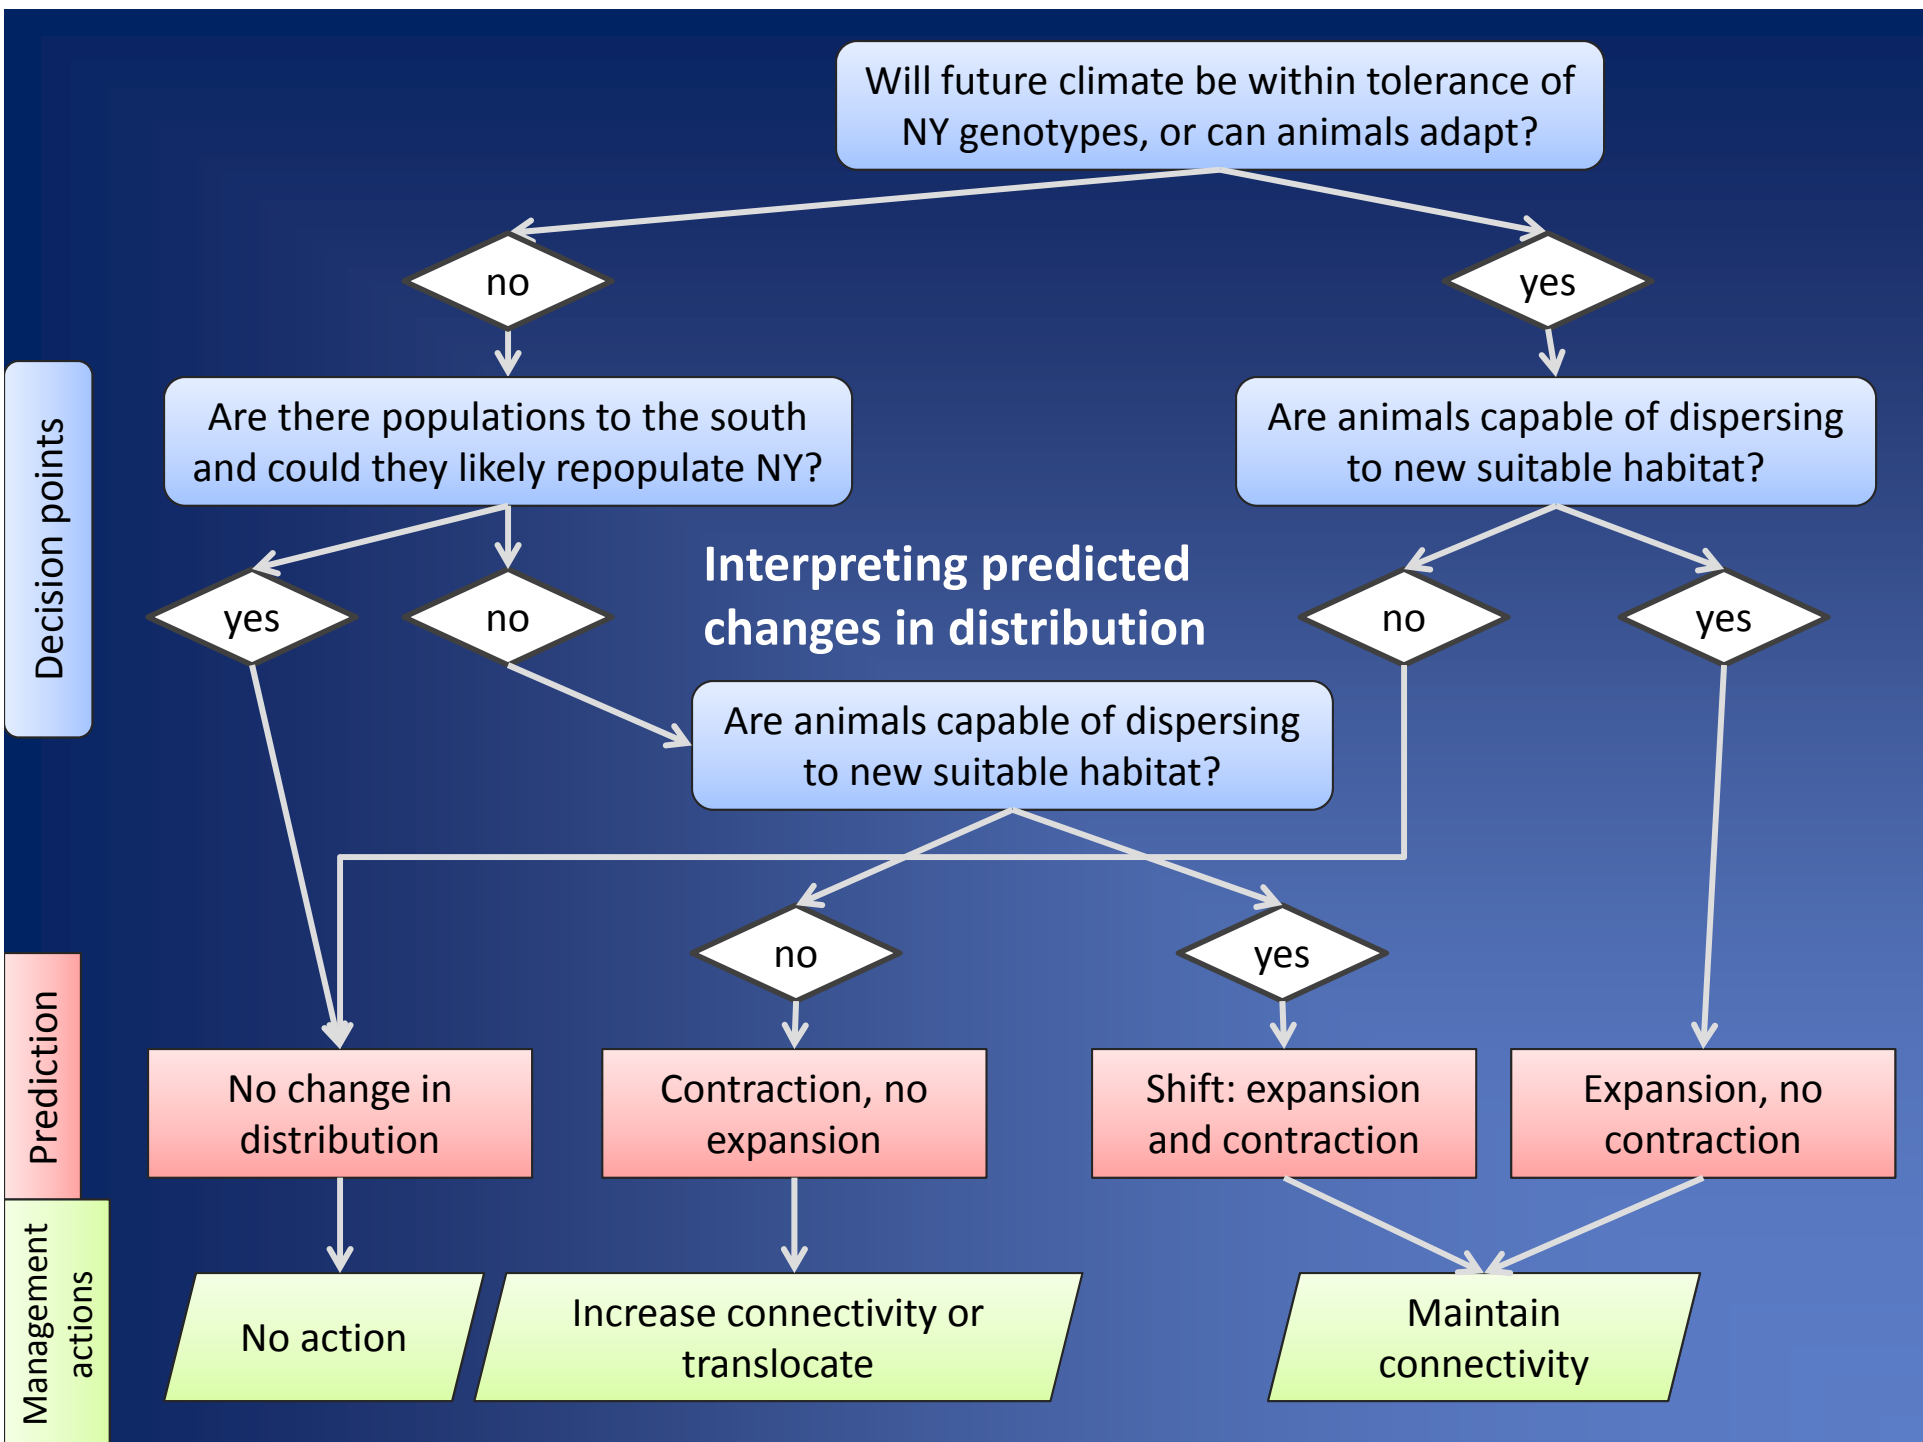 Will future climate be within tolerance of
NY genotypes, or can animals adapt?
no
yes
Decision points
Are there populations to the south
and could they likely repopulate NY?
Are animals capable of dispersing
to new suitable habitat?
Interpreting predicted
changes in distribution
yes
no
no
yes
Are animals capable of dispersing
to new suitable habitat?
no
yes
Prediction
No change in
distribution
Contraction, no
expansion
Shift: expansion
and contraction
Expansion, no
contraction
Management
actions
No action
Increase connectivity or
translocate
Maintain
connectivity